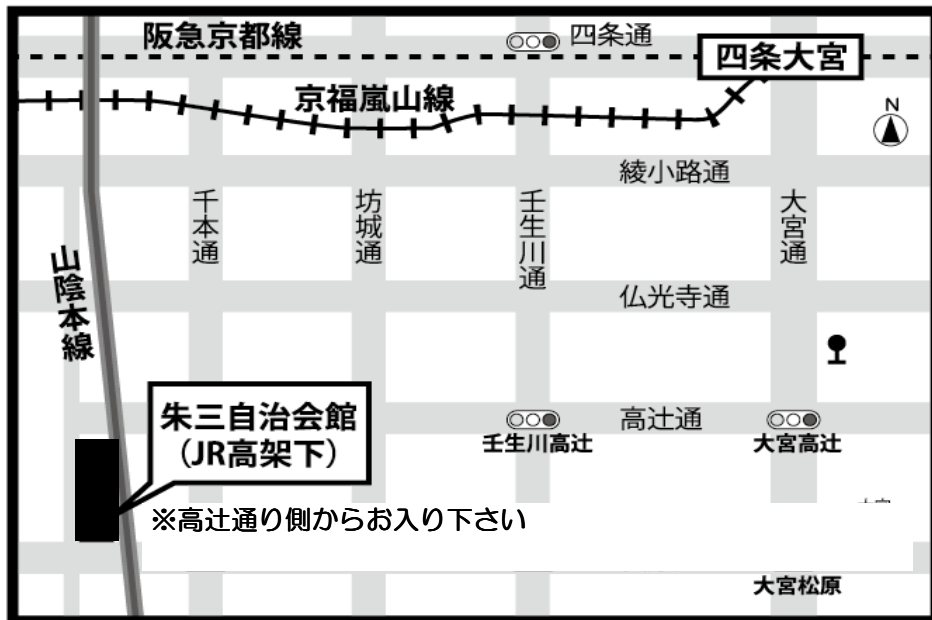 阪急京都線
四条通
四条大宮
京福嵐山線
N
綾小路通
千本通
坊城通
壬生川通
大宮通
山陰本線
仏光寺通
朱三自治会館
（JR高架下）
高辻通
壬生川高辻
大宮高辻
※高辻通り側からお入り下さい
大宮松原